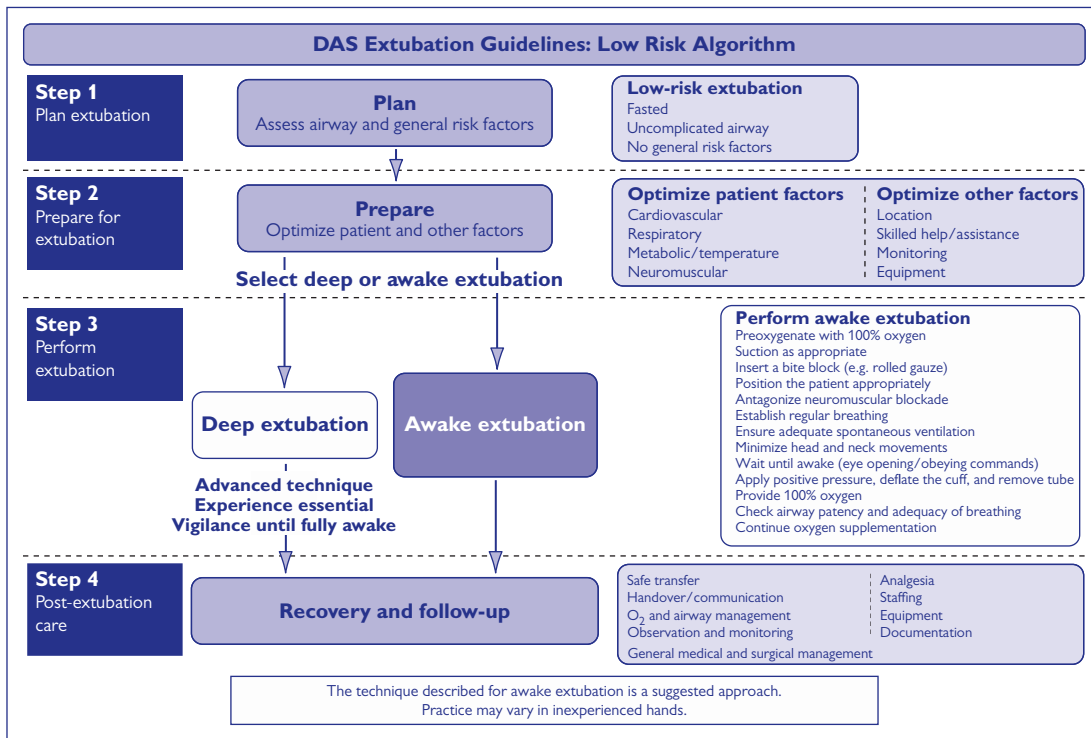 DAS Extubation Guidelines: Low Risk Algorithm
Step 1
Plan extubation
Plan
Assess airway and general risk factors
Low-risk extubation
Fasted
Uncomplicated airway
No general risk factors
Step 2
Prepare for
extubation
Prepare
Optimize patient and other factors
Select deep or awake extubation
Optimize patient factors
Cardiovascular
Respiratory
Metabolic/temperature
Neuromuscular
Optimize other factors
Location
Skilled help/assistance
Monitoring
Equipment
Step 3
Perform
extubation
Deep extubation
Advanced technique
Experience essential
Vigilance until fully awake
Awake extubation
Perform awake extubation
Preoxygenate with 100% oxygen
Suction as appropriate
Insert a bite block (e.g. rolled gauze)
Position the patient appropriately
Antagonize neuromuscular blockade
Establish regular breathing
Ensure adequate spontaneous ventilation
Minimize head and neck movements
Wait until awake (eye opening/obeying commands)
Apply positive pressure, deflate the cuff, and remove tube
Provide 100% oxygen
Check airway patency and adequacy of breathing
Continue oxygen supplementation
Step 4
Post-extubation
care
Recovery and follow-up
Safe transfer
Handover/communication
O2 and airway management
Observation and monitoring
General medical and surgical management
Analgesia
Staffing
Equipment
Documentation
The technique described for awake extubation is a suggested approach.
Practice may vary in inexperienced hands.